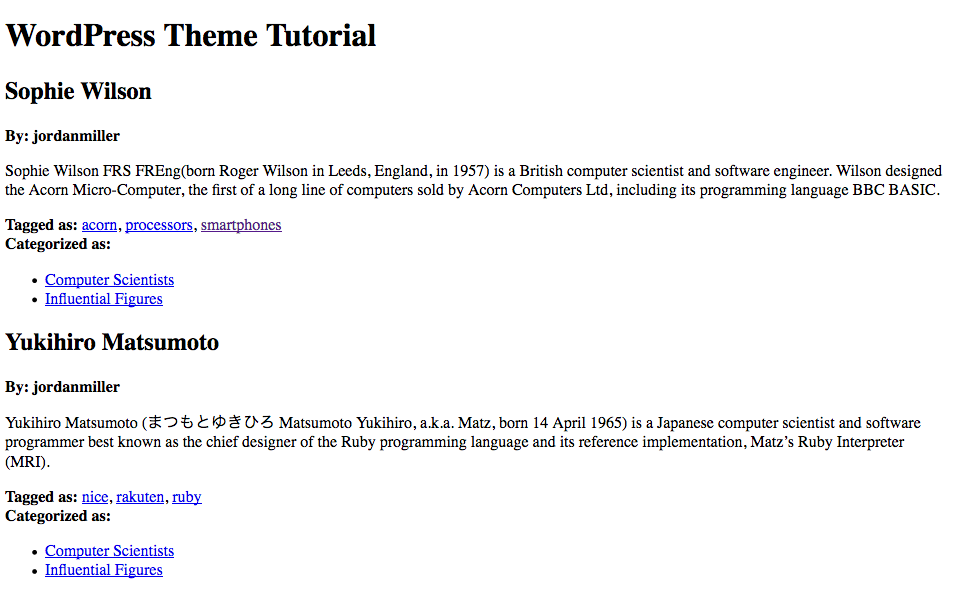 WordPress Theme Tutorial
Sophie Wilson
By: jordanmiller
Sophie Wilson FRS FREng(born Roger Wilson in Leeds, England, in 1957) is a British computer scientist and software engineer. Wilson designed
the Acorn Micro-Computer, the first of a long line of computers sold by Acorn Computers Ltd, including its programming language BBC BASIC.
Tagged as: acorn, processors, smartphones
Categorized as:
• Computer Scientists
• Influential Figures
Yukihiro Matsumoto
By: jordanmiller
Yukihiro Matsumoto (まつもとゆきひろ Matsumoto Yukihiro, a.k.a. Matz, born 14 April 1965) is a Japanese computer scientist and software
programmer best known as the chief designer of the Ruby programming language and its reference implementation, Matz’s Ruby Interpreter
(MRI).
Tagged as: nice, rakuten, ruby
Categorized as:
• Computer Scientists
• Influential Figures